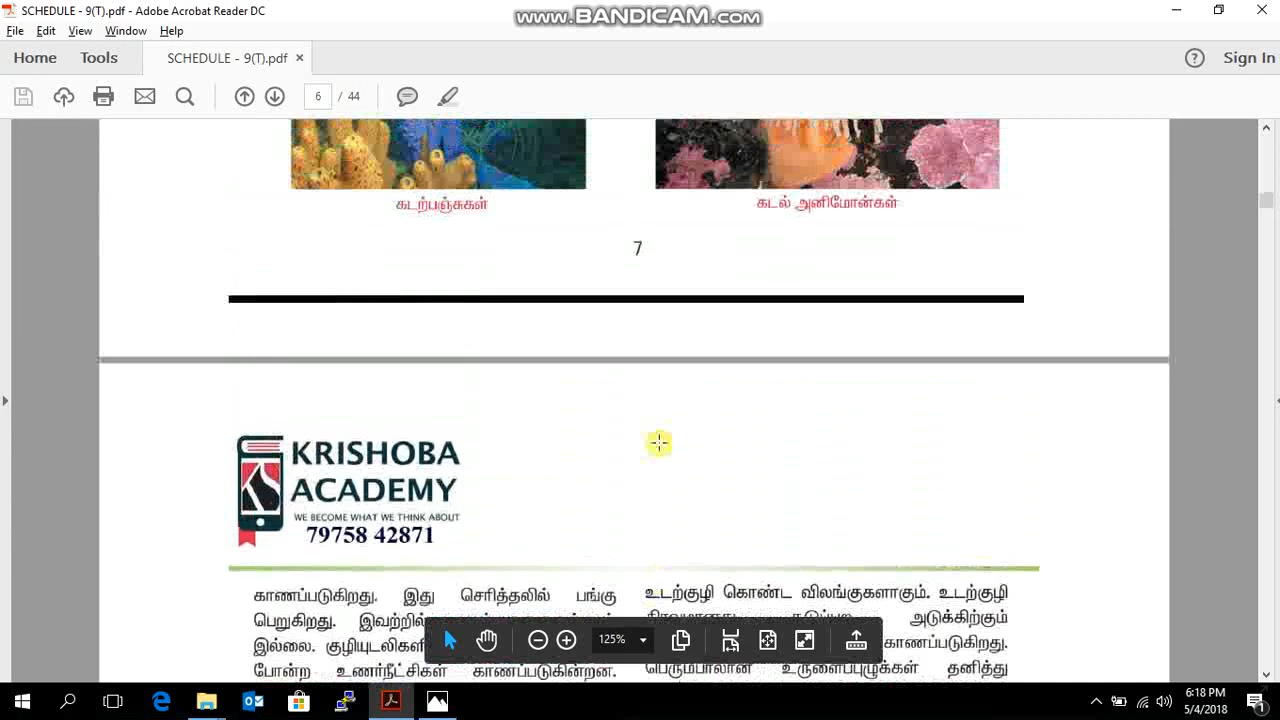 SCHEDULE - 9(T).pdf - Adobe Acrobat Reader DC
www.BANDICAM.com
File Edit View Window Help
Home Tools SCHEDULE - 9(T).pdf × ? Sign In
6 / 44
கடற்பஞ்சுகள்
கடல் அனிமோன்கள்
7
KRISHOBA
ACADEMY
WE BECOME WHAT WE THINK ABOUT
79758 42871
காணப்படுகிறது. இது செரித்தலில் பங்கு
பெறுகிறது. இவற்றில்
இல்லை. குழியுடலிகளி
போன்ற உணர்நீட்சிகள் காணப்படுகின்றன.
உடற்குழி கொண்ட விலங்குகளாகும். உடற்குழி
அடுக்கிற்கும்
காணப்படுகிறது.
பெரும்பாலான உருளைப்புழுக்கள் தனித்து
125%
6:18 PM
5/4/2018
1